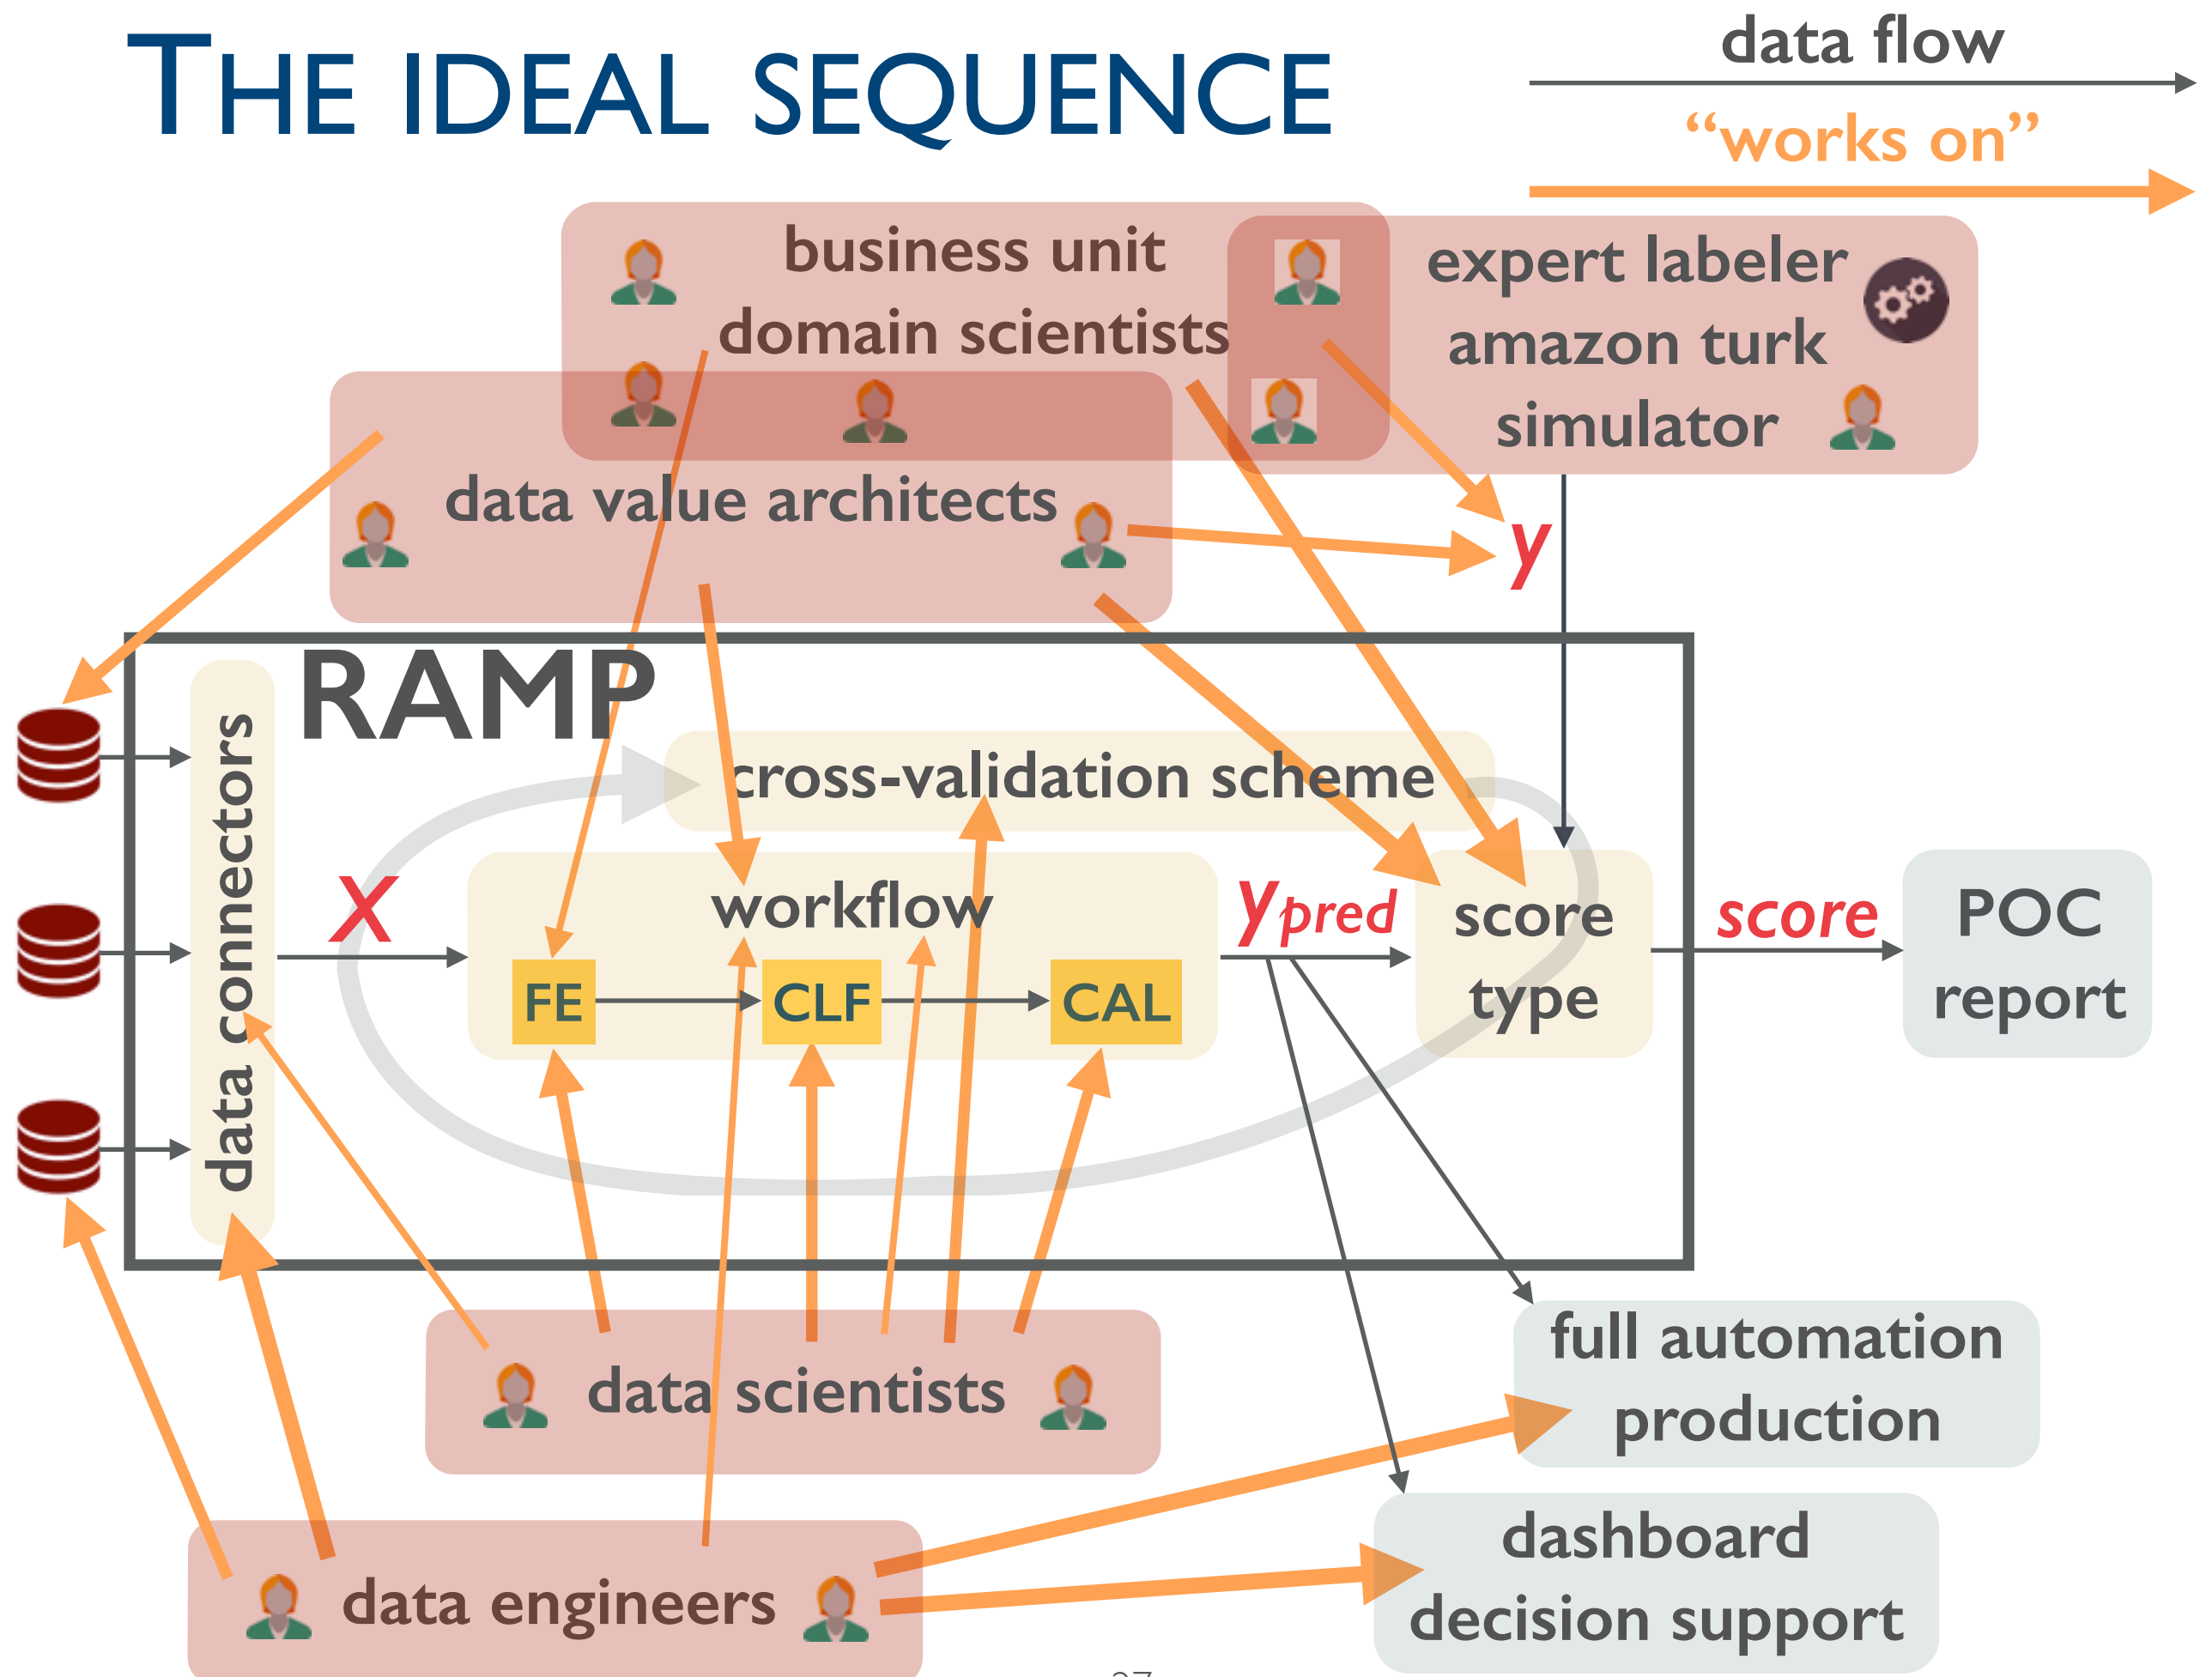 THE IDEAL SEQUENCE
data flow
“works on”
business unit
domain scientists
expert labeler
amazon turk
simulator
data value architects
y
RAMP
data connectors
cross-validation scheme
X
workflow
FE
CLF
CAL
ypred
score
type
score
POC
report
full automation
production
data scientists
dashboard
decision support
data engineers